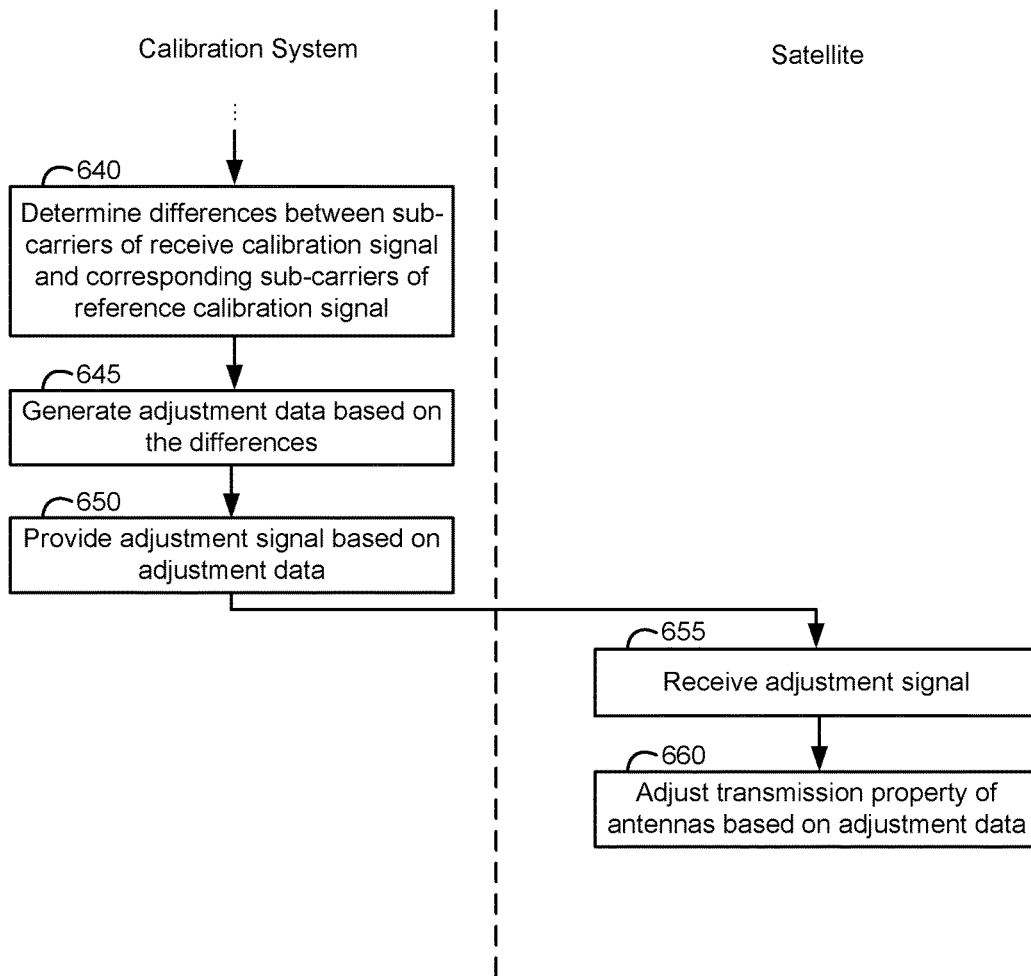 Calibration System
Satellite
640
Determine differences between sub-
carriers of receive calibration signal
and corresponding sub-carriers of
reference calibration signal
645
Generate adjustment data based on
the differences
650
Provide adjustment signal based on
adjustment data
655
Receive adjustment signal
660
Adjust transmission property of
antennas based on adjustment data